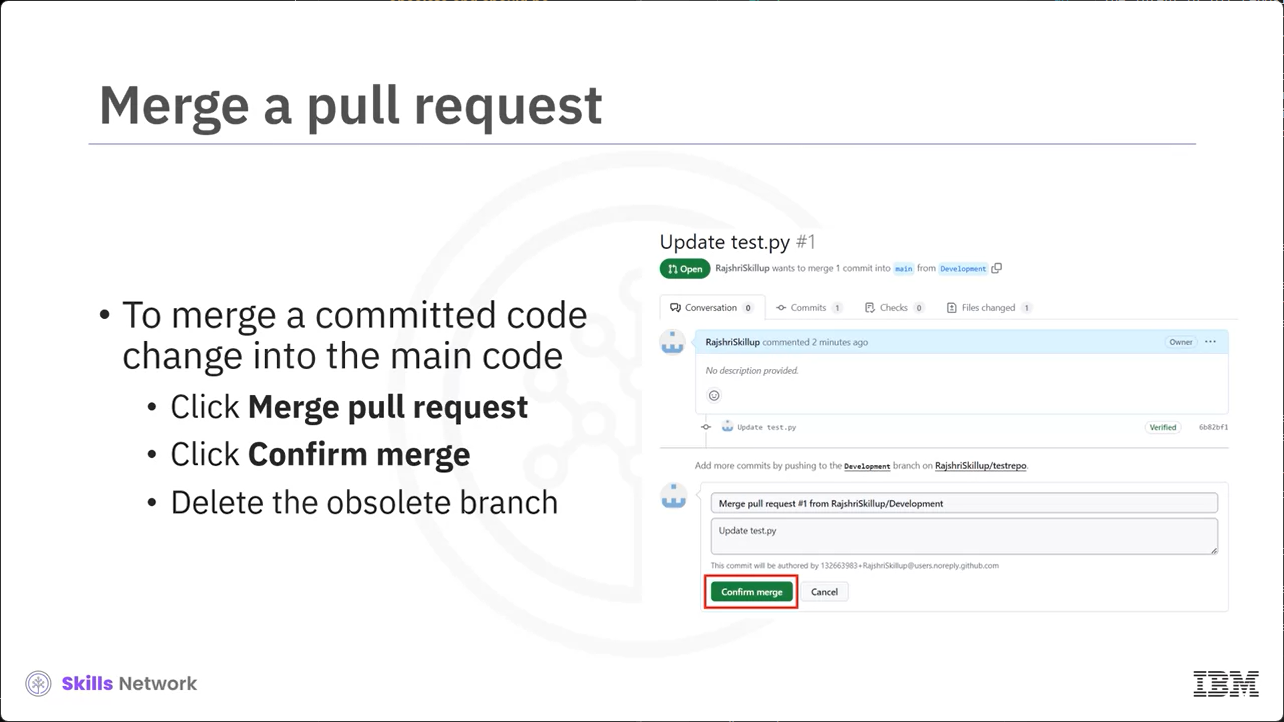 Merge a pull request
• To merge a committed code
change into the main code
• Click Merge pull request
• Click Confirm merge
• Delete the obsolete branch
Update test.py #1
Open RajshriSkillup wants to merge 1 commit into main from Development
Conversation 0 Commits 1 Checks 0 Files changed 1
RajshriSkillup commented 2 minutes ago Owner ...
No description provided.
Update test.py Verified 6b82bf1
Add more commits by pushing to the Development branch on RajshriSkillup/testrepo.
Merge pull request #1 from RajshriSkillup/Development
Update test.py
This commit will be authored by 132663983+RajshriSkillup@users.noreply.github.com
Confirm merge Cancel
Skills Network
IBM